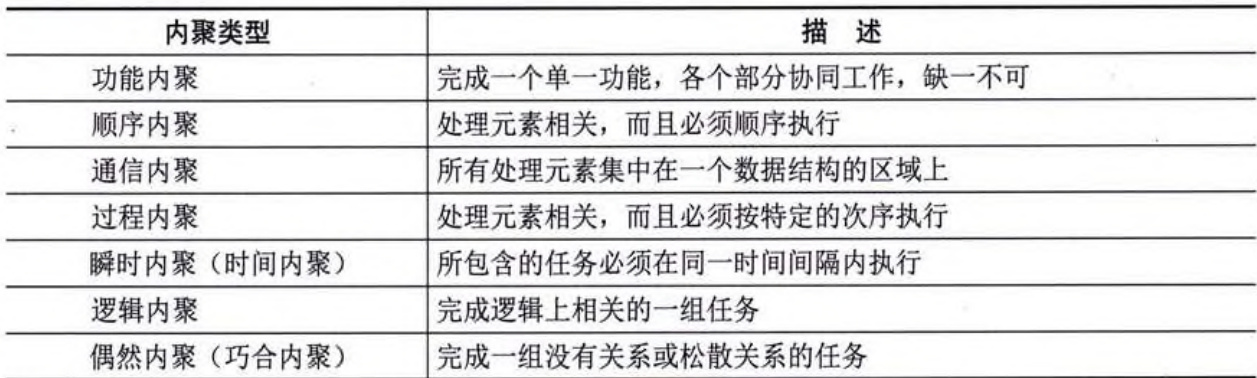 内聚类型 描 述
功能内聚 完成一个单一功能，各个部分协同工作，缺一不可
顺序内聚 处理元素相关，而且必须顺序执行
通信内聚 所有处理元素集中在一个数据结构的区域上
过程内聚 处理元素相关，而且必须按特定的次序执行
瞬时内聚（时间内聚） 所包含的任务必须在同一时间间隔内执行
逻辑内聚 完成逻辑上相关的一组任务
偶然内聚（巧合内聚） 完成一组没有关系或松散关系的任务